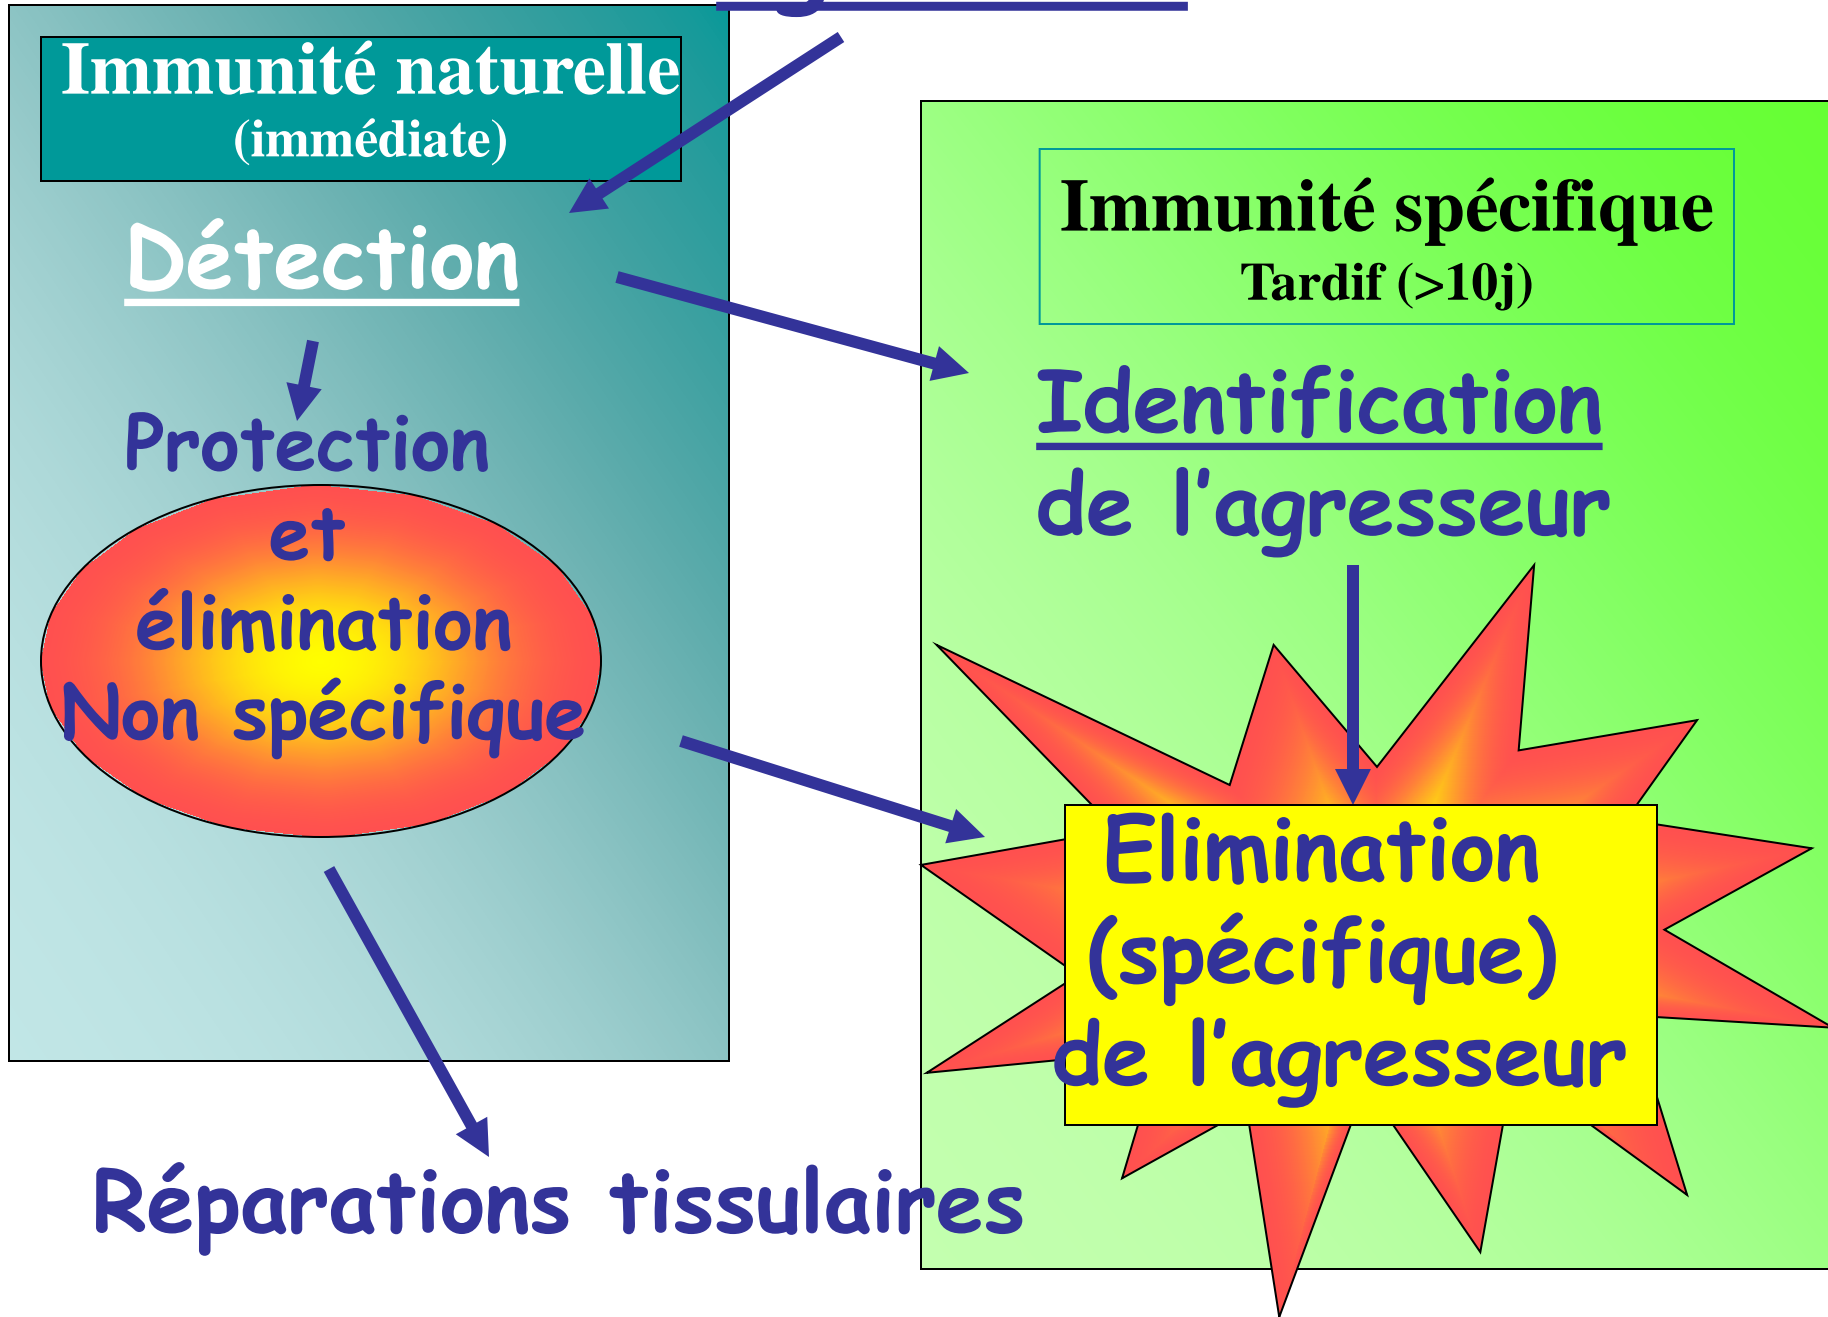 Immunité naturelle
(immédiate)
Détection
Protection
et
élimination
Non spécifique
Immunité spécifique
Tardif (>10j)
Identification
de l’agresseur
Elimination
(spécifique)
de l’agresseur
Réparations tissulaires